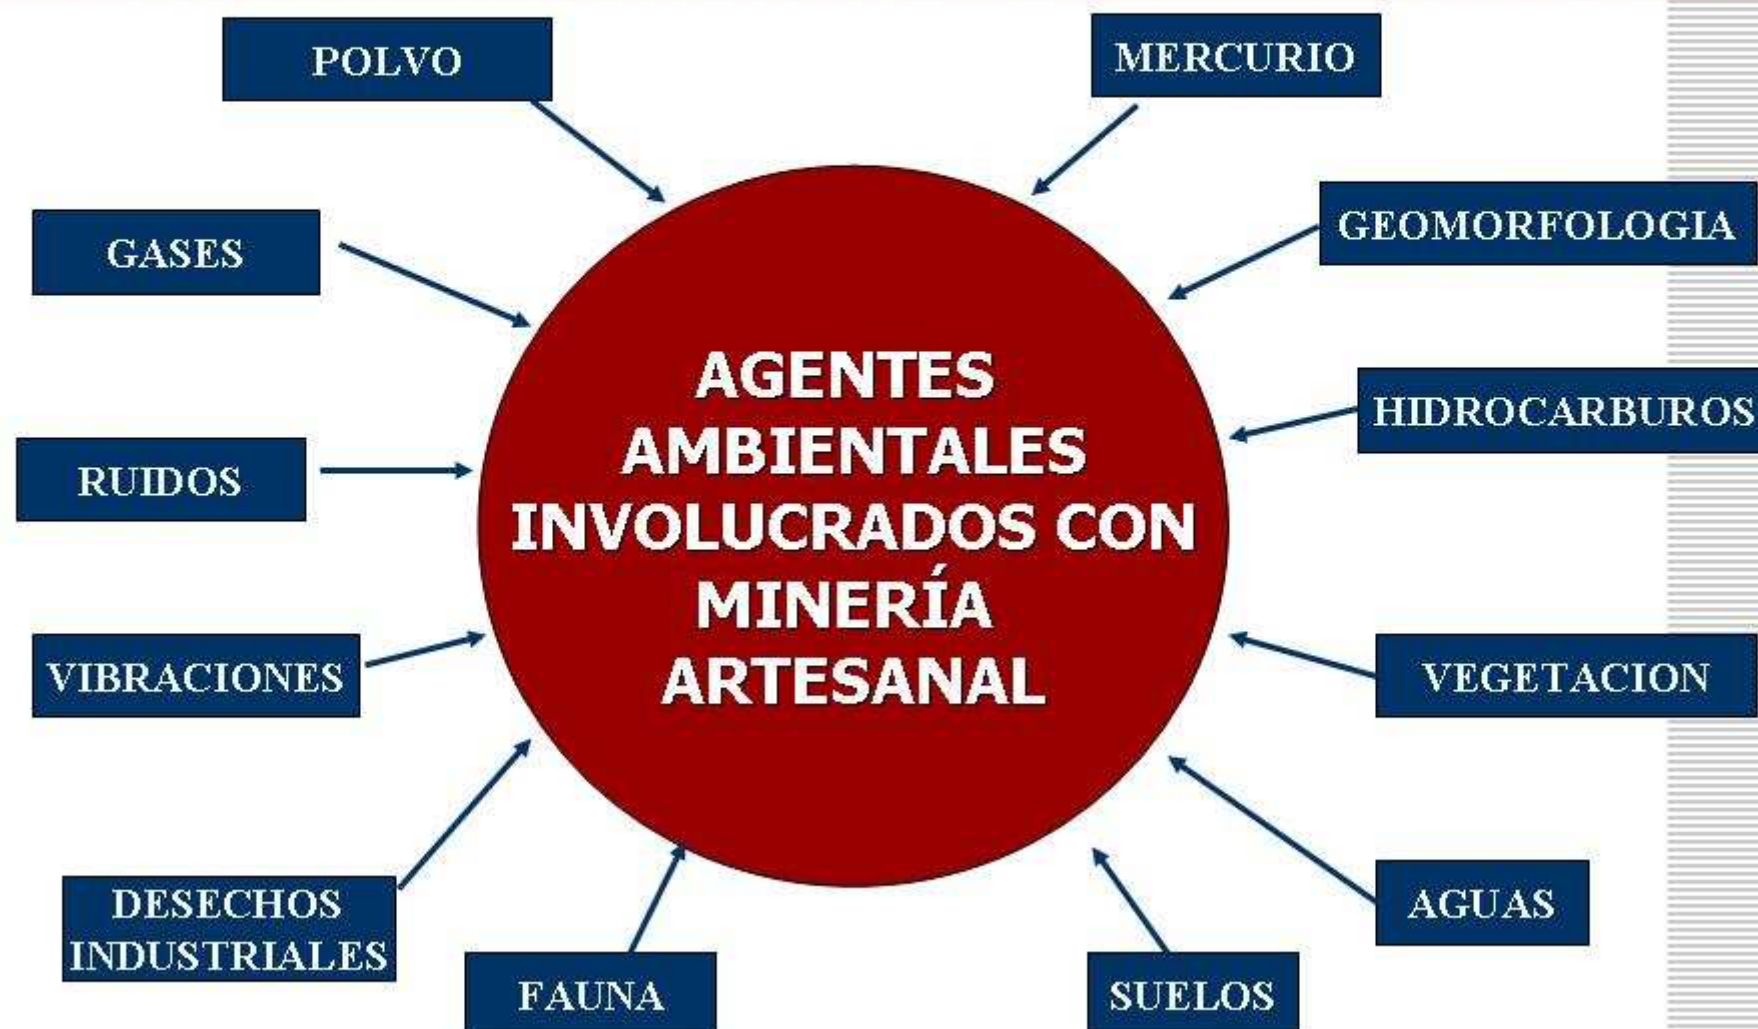 POLVO
MERCURIO
GASES
GEOMORFOLOGIA
RUIDOS
HIDROCARBUROS
AGENTES
AMBIENTALES
INVOLUCRADOS CON
MINERÍA
ARTESANAL
VIBRACIONES
VEGETACION
DESECHOS
INDUSTRIALES
AGUAS
FAUNA
SUELOS